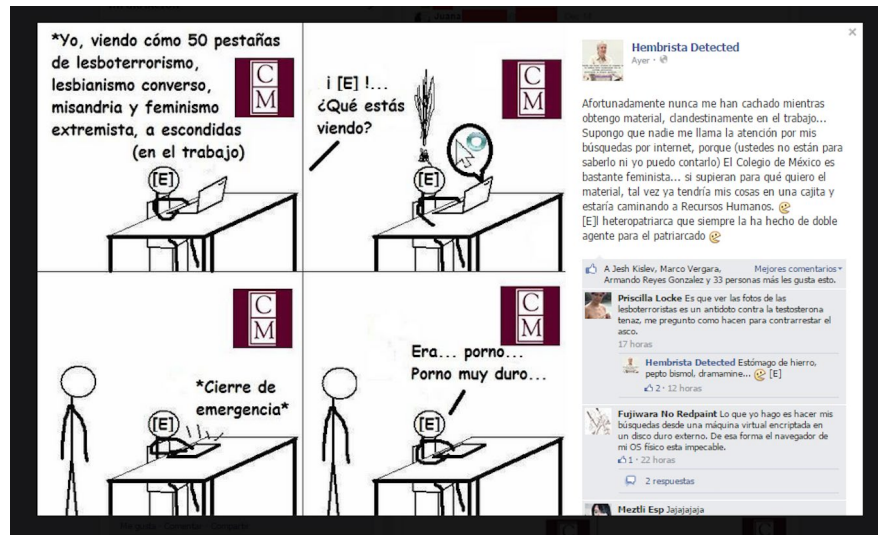 *Yo, viendo cómo 50 pestañas
de lesboterrorismo,
lesbianismo converso,
misandria y feminismo
extremista, a escondidas
(en el trabajo)
C
M
[E]
¡ [E] !...
¿Qué estás
viendo?
C
M
[E]
C
M
*Cierre de
emergencia*
[E]
C
M
Era... porno...
Porno muy duro...
[E]
Hembrista Detected
Ayer ·
Afortunadamente nunca me han cachado mientras
obtengo material, clandestinamente en el trabajo...
Supongo que nadie me llama la atención por mis
búsquedas por internet, porque (ustedes no están para
saberlo ni yo puedo contarlo) El Colegio de México es
bastante feminista... si supieran para qué quiero el
material, tal vez ya tendría mis cosas en una cajita y
estaría caminando a Recursos Humanos.
[E]l heteropatriarca que siempre la ha hecho de doble
agente para el patriarcado
A Jesh Kislev, Marco Vergara,
Mejores comentarios
Armando Reyes Gonzalez y 33 personas más les gusta esto.
Priscilla Locke Es que ver las fotos de las
lesboterroristas es un antidoto contra la testosterona
tenaz, me pregunto como hacen para contrarrestar el
asco.
17 horas
Hembrista Detected Estómago de hierro,
pepto bismol, dramamine... [E]
2 · 12 horas
Fujiwara No Redpaint Lo que yo hago es hacer mis
búsquedas desde una máquina virtual encriptada en
un disco duro externo. De esa forma el navegador de
mi OS físico esta impecable.
1 · 22 horas
2 respuestas
Meztli Esp Jajajajaja
Me gusta · Comentar · Compartir